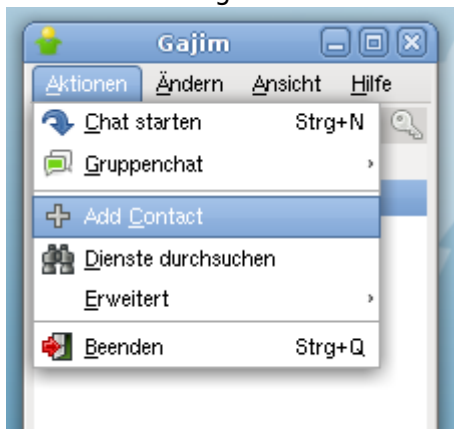 Gajim
Aktionen Ändern Ansicht Hilfe
Chat starten Strg+N
Gruppenchat
Add Contact
Dienste durchsuchen
Erweitert
Beenden Strg+Q